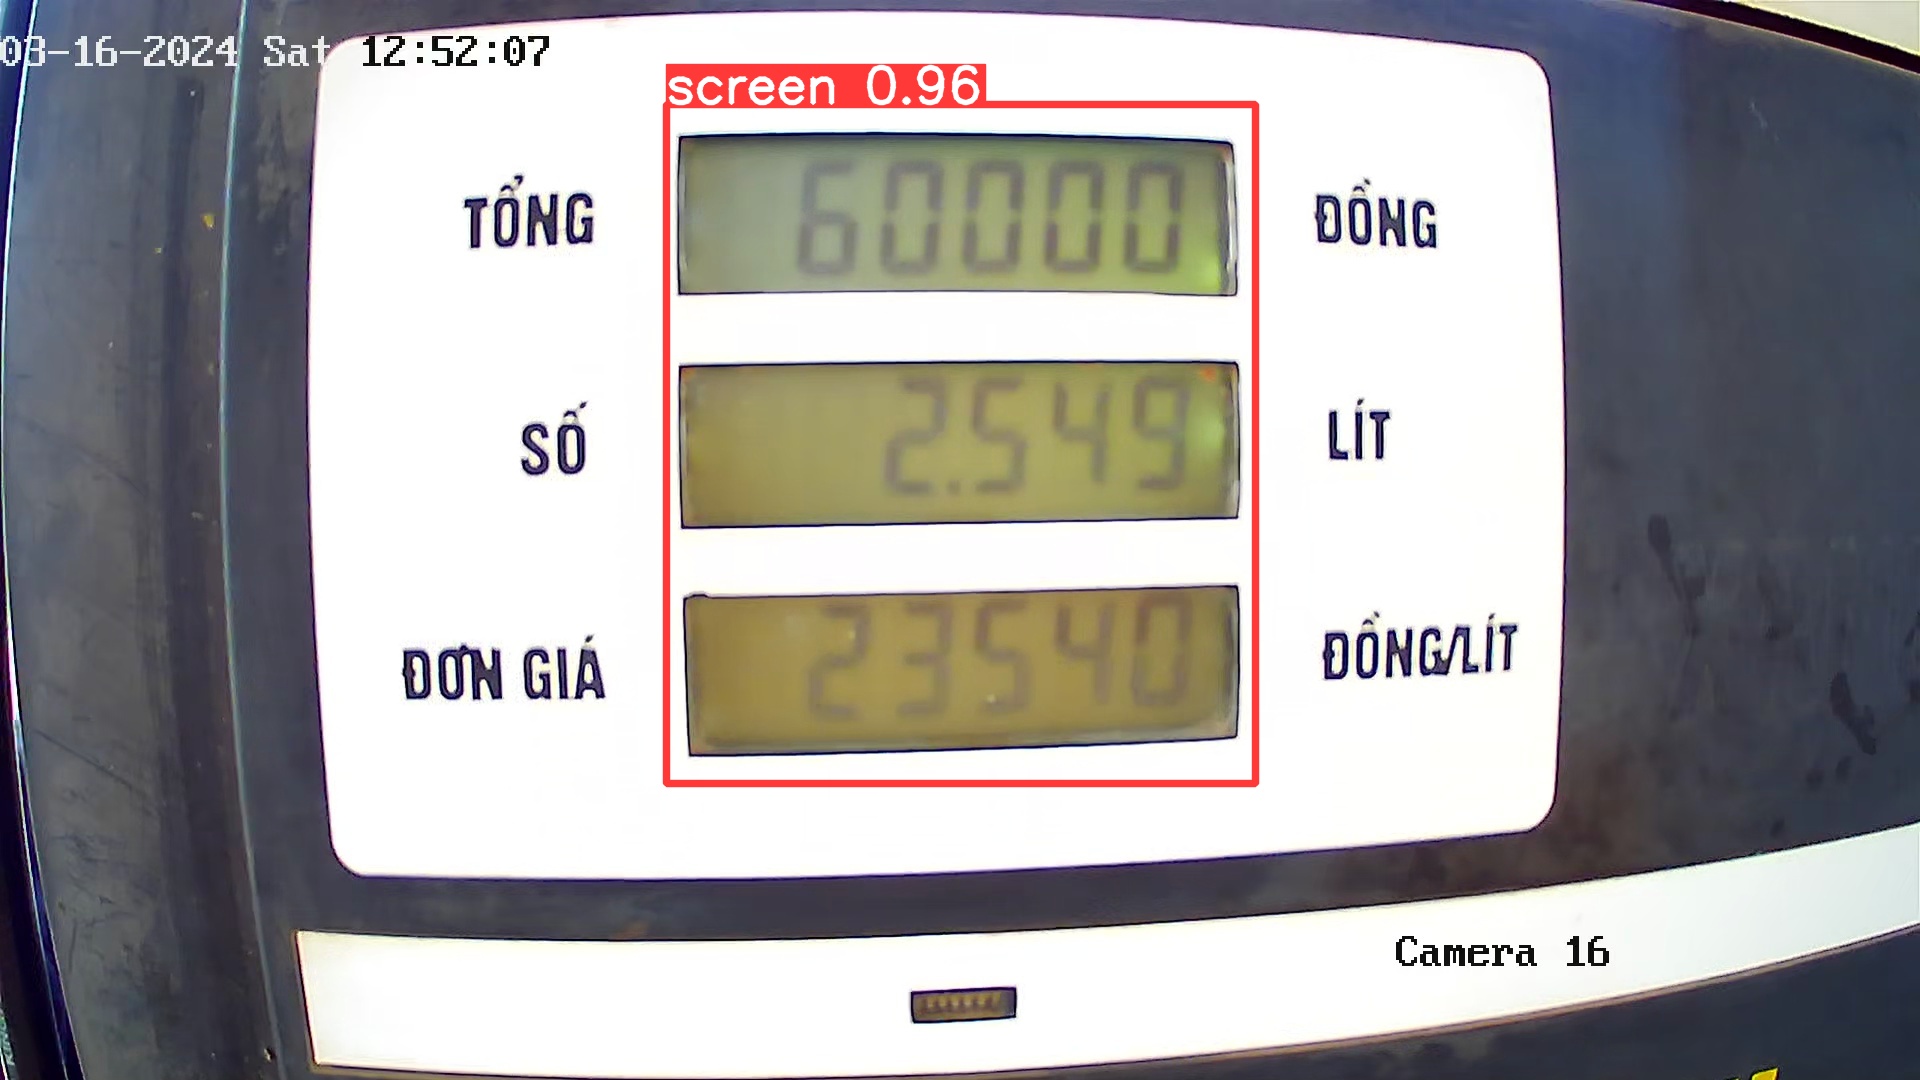 03-16-2024 Sat 12:52:07
screen 0.96
TỔNG 60000 ĐỒNG
SỐ 2.549 LÍT
ĐƠN GIÁ 23540 ĐỒNG/LÍT
Camera 16